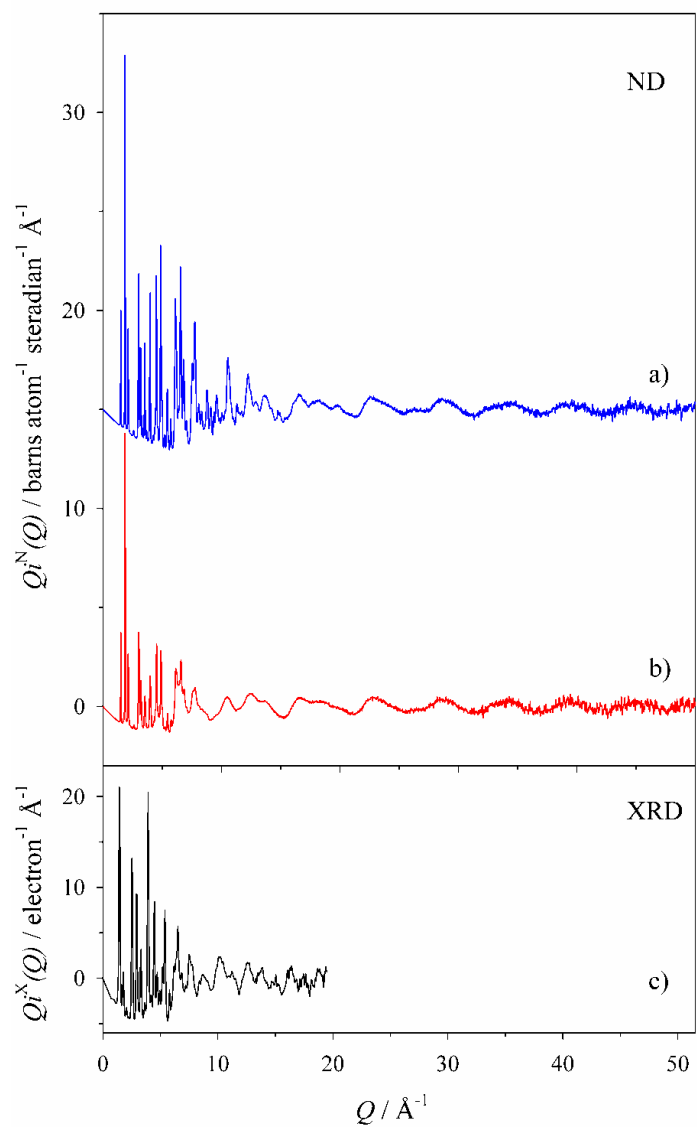 ND
30
20
a)
10
b)
0
Qi^N(Q) / barns atom^-1 steradian^-1 Å^-1
20
XRD
10
0
c)
Qi^X(Q) / electron^-1 Å^-1
0 10 20 30 40 50
Q / Å^-1